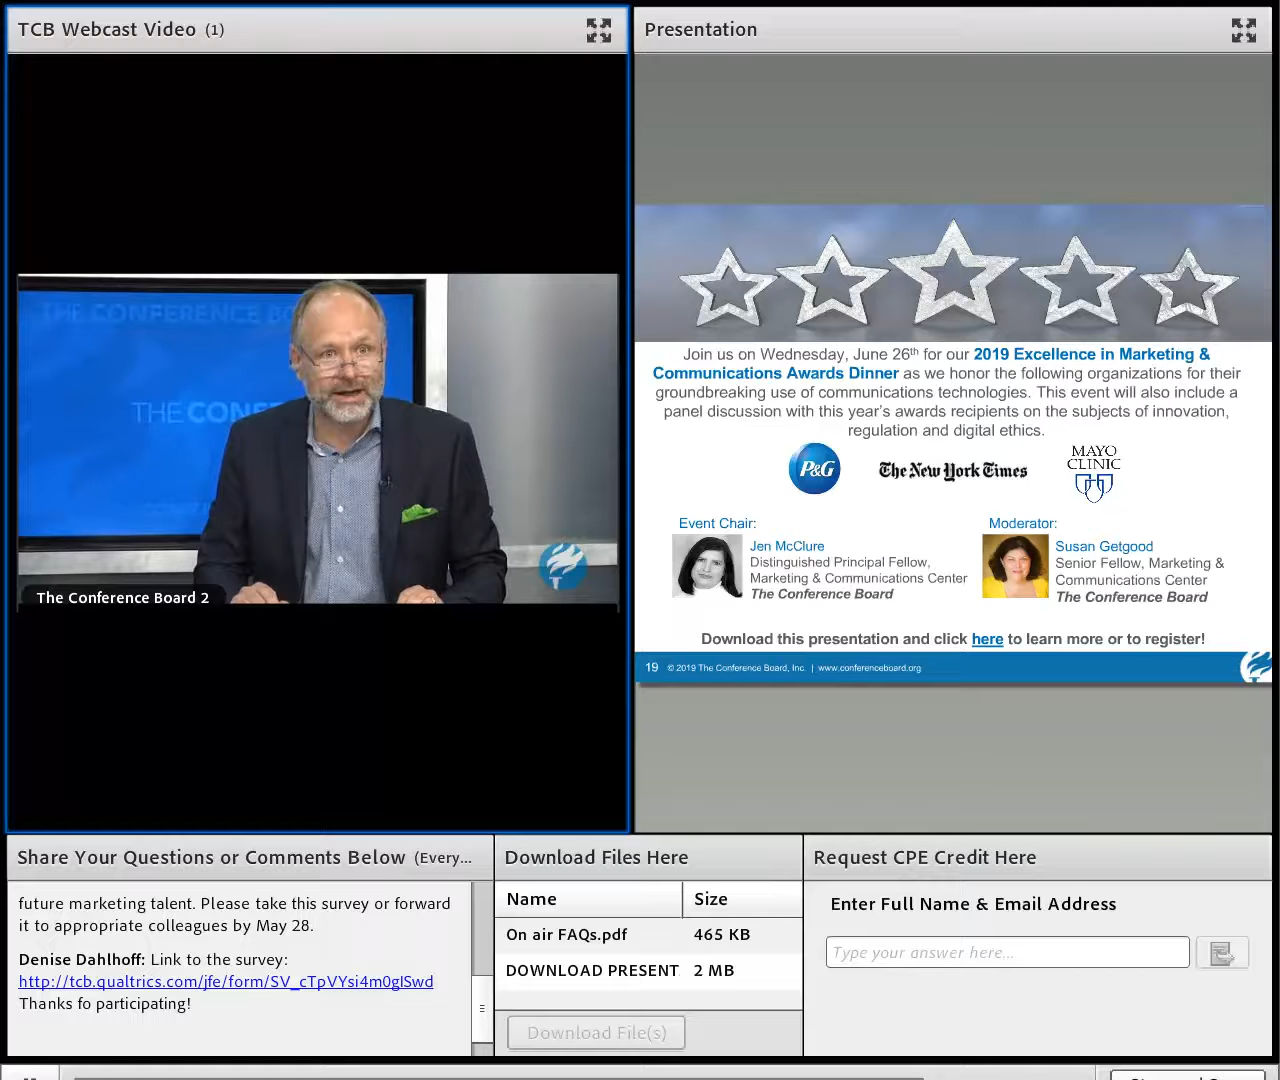 TCB Webcast Video (1)
THE CONFERENCE BO
THE CONFE
The Conference Board 2
Presentation
Join us on Wednesday, June 26th for our 2019 Excellence in Marketing &
Communications Awards Dinner as we honor the following organizations for their
groundbreaking use of communications technologies. This event will also include a
panel discussion with this year's awards recipients on the subjects of innovation,
regulation and digital ethics.
P&G
The New York Times
MAYO
CLINIC
Event Chair:
Jen McClure
Distinguished Principal Fellow,
Marketing & Communications Center
The Conference Board
Moderator:
Susan Getgood
Senior Fellow, Marketing &
Communications Center
The Conference Board
Download this presentation and click here to learn more or to register!
19 © 2019 The Conference Board, Inc. | www.conferenceboard.org
Share Your Questions or Comments Below (Every...
future marketing talent. Please take this survey or forward
it to appropriate colleagues by May 28.
Denise Dahlhoff: Link to the survey:
http://tcb.qualtrics.com/jfe/form/SV_cTpVYsi4m0gISwd
Thanks fo participating!
Download Files Here
Name Size
On air FAQs.pdf 465 KB
DOWNLOAD PRESENT 2 MB
Download File(s)
Request CPE Credit Here
Enter Full Name & Email Address
Type your answer here...